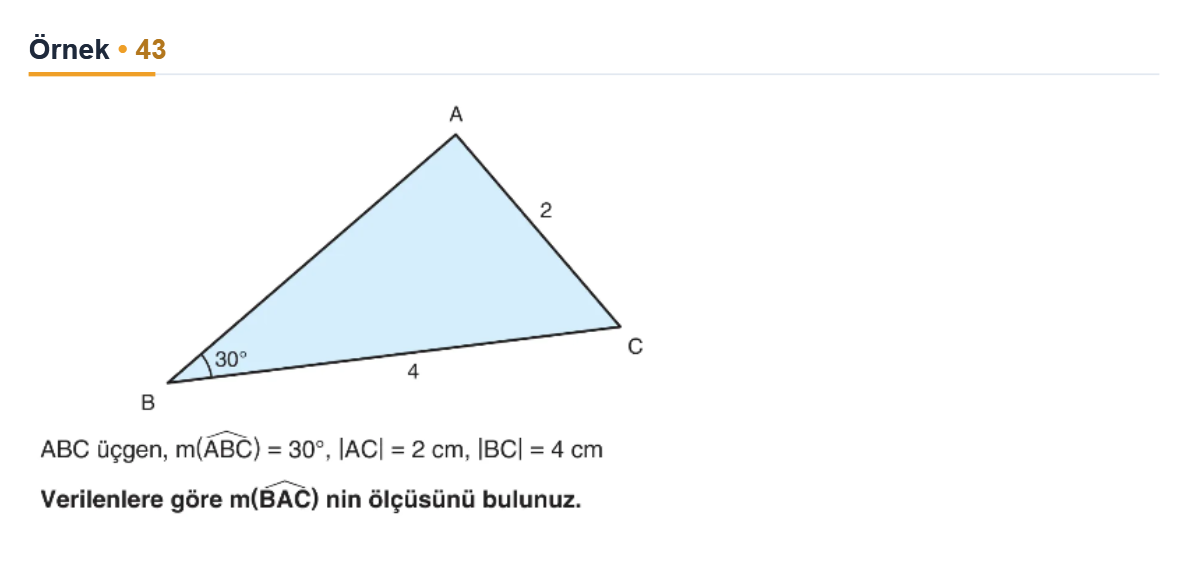 Örnek • 43
A
2
30°
4
C
B
ABC üçgen, m(ABC) = 30°, |AC| = 2 cm, |BC| = 4 cm
Verilenlere göre m(BAC) nin ölçüsünü bulunuz.